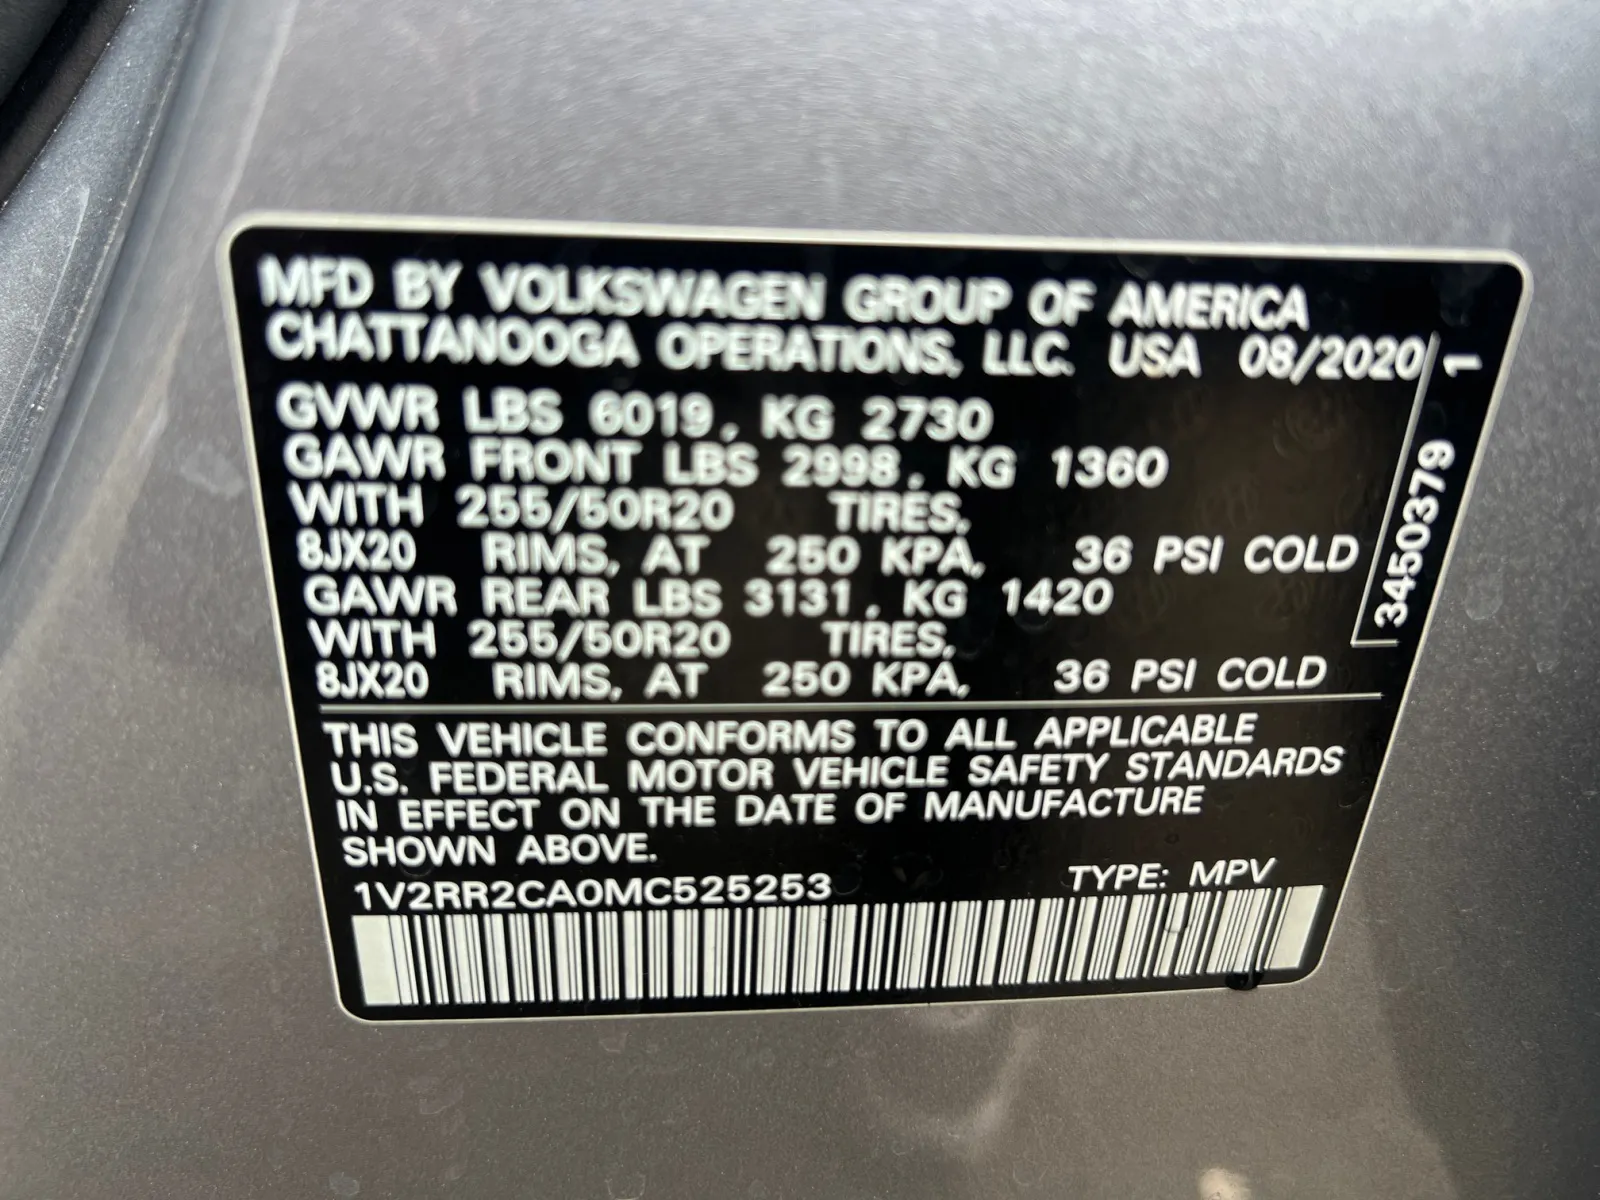 MFD BY VOLKSWAGEN GROUP OF AMERICA
CHATTANOOGA OPERATIONS, LLC. USA 08/2020
GVWR LBS 6019, KG 2730
GAWR FRONT LBS 2998, KG 1360
WITH 255/50R20 TIRES,
8JX20 RIMS, AT 250 KPA, 36 PSI COLD
GAWR REAR LBS 3131, KG 1420
WITH 255/50R20 TIRES,
8JX20 RIMS, AT 250 KPA, 36 PSI COLD
3450379 1
THIS VEHICLE CONFORMS TO ALL APPLICABLE
U.S. FEDERAL MOTOR VEHICLE SAFETY STANDARDS
IN EFFECT ON THE DATE OF MANUFACTURE
SHOWN ABOVE.
1V2RR2CA0MC525253 TYPE: MPV